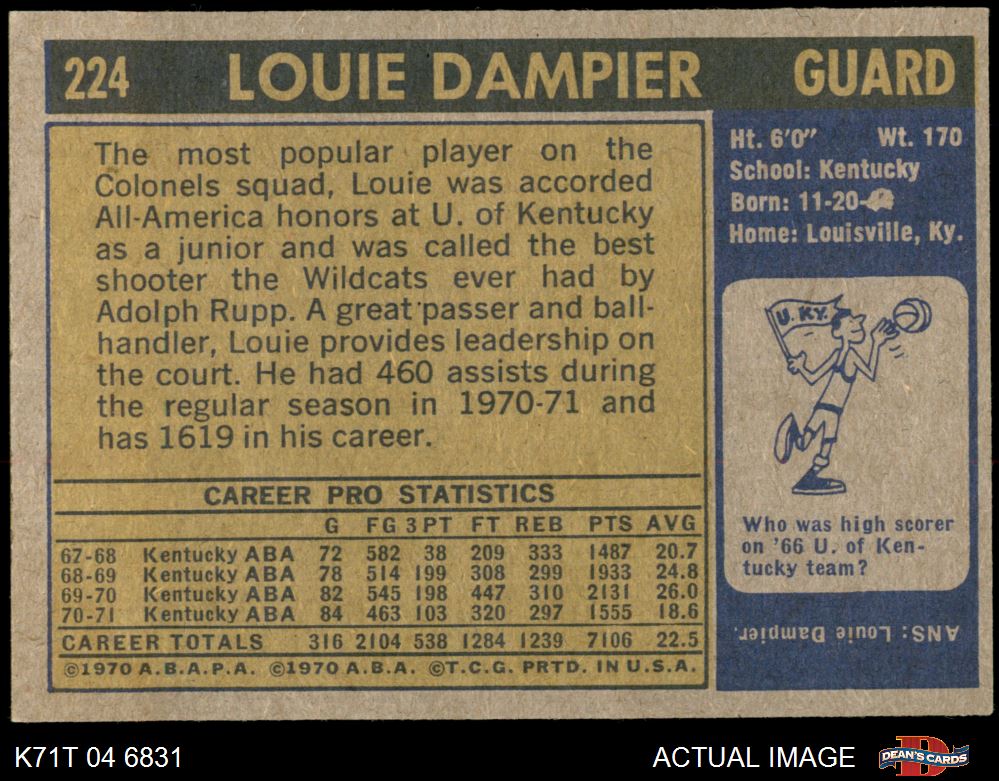 224 LOUIE DAMPIER GUARD
The most popular player on the
Colonels squad, Louie was accorded
All-America honors at U. of Kentucky
as a junior and was called the best
shooter the Wildcats ever had by
Adolph Rupp. A great passer and ball-
handler, Louie provides leadership on
the court. He had 460 assists during
the regular season in 1970-71 and
has 1619 in his career.
CAREER PRO STATISTICS
G FG 3PT FT REB PTS AVG
67-68 Kentucky ABA 72 582 38 209 333 1487 20.7
68-69 Kentucky ABA 78 514 199 308 299 1933 24.8
69-70 Kentucky ABA 82 545 198 447 310 2131 26.0
70-71 Kentucky ABA 84 463 103 320 297 1555 18.6
CAREER TOTALS 316 2104 538 1284 1239 7106 22.5
©1970 A.B.A.P.A. ©1970 A.B.A. ©T.C.G. PRTD. IN U.S.A.
Ht. 6'0" Wt. 170
School: Kentucky
Born: 11-20-
Home: Louisville, Ky.
U. KY.
Who was high scorer
on '66 U. of Ken-
tucky team?
ANS: Louie Dampier.
K71T 04 6831 ACTUAL IMAGE DEAN'S CARDS